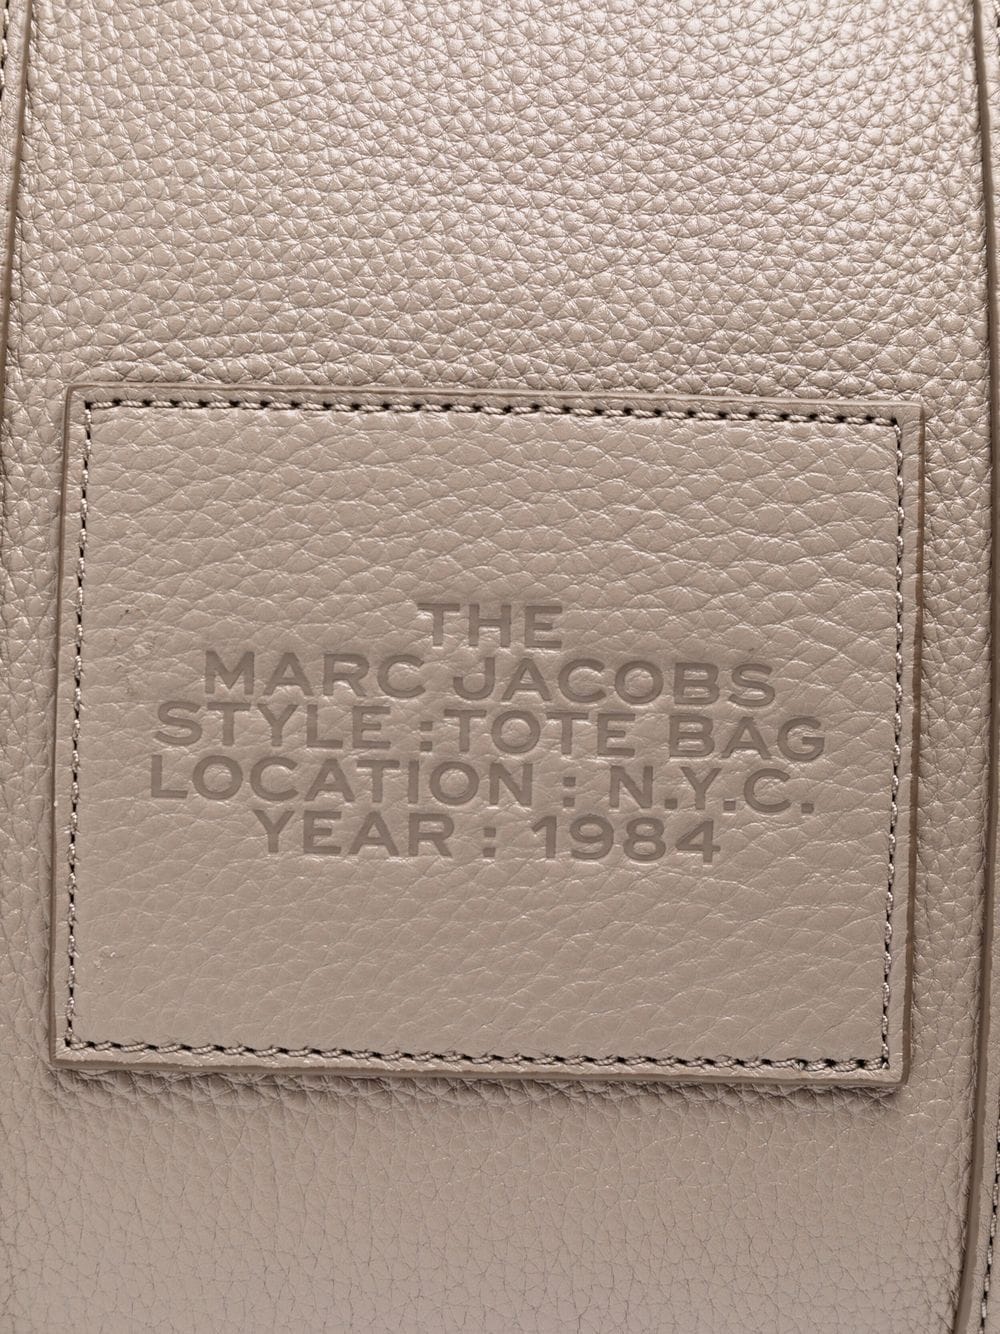 THE
MARC JACOBS
STYLE :TOTE BAG
LOCATION : N.Y.C.
YEAR : 1984